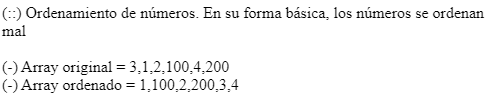 (::) Ordenamiento de números. En su forma básica, los números se ordenan
mal
(-) Array original = 3,1,2,100,4,200
(-) Array ordenado = 1,100,2,200,3,4